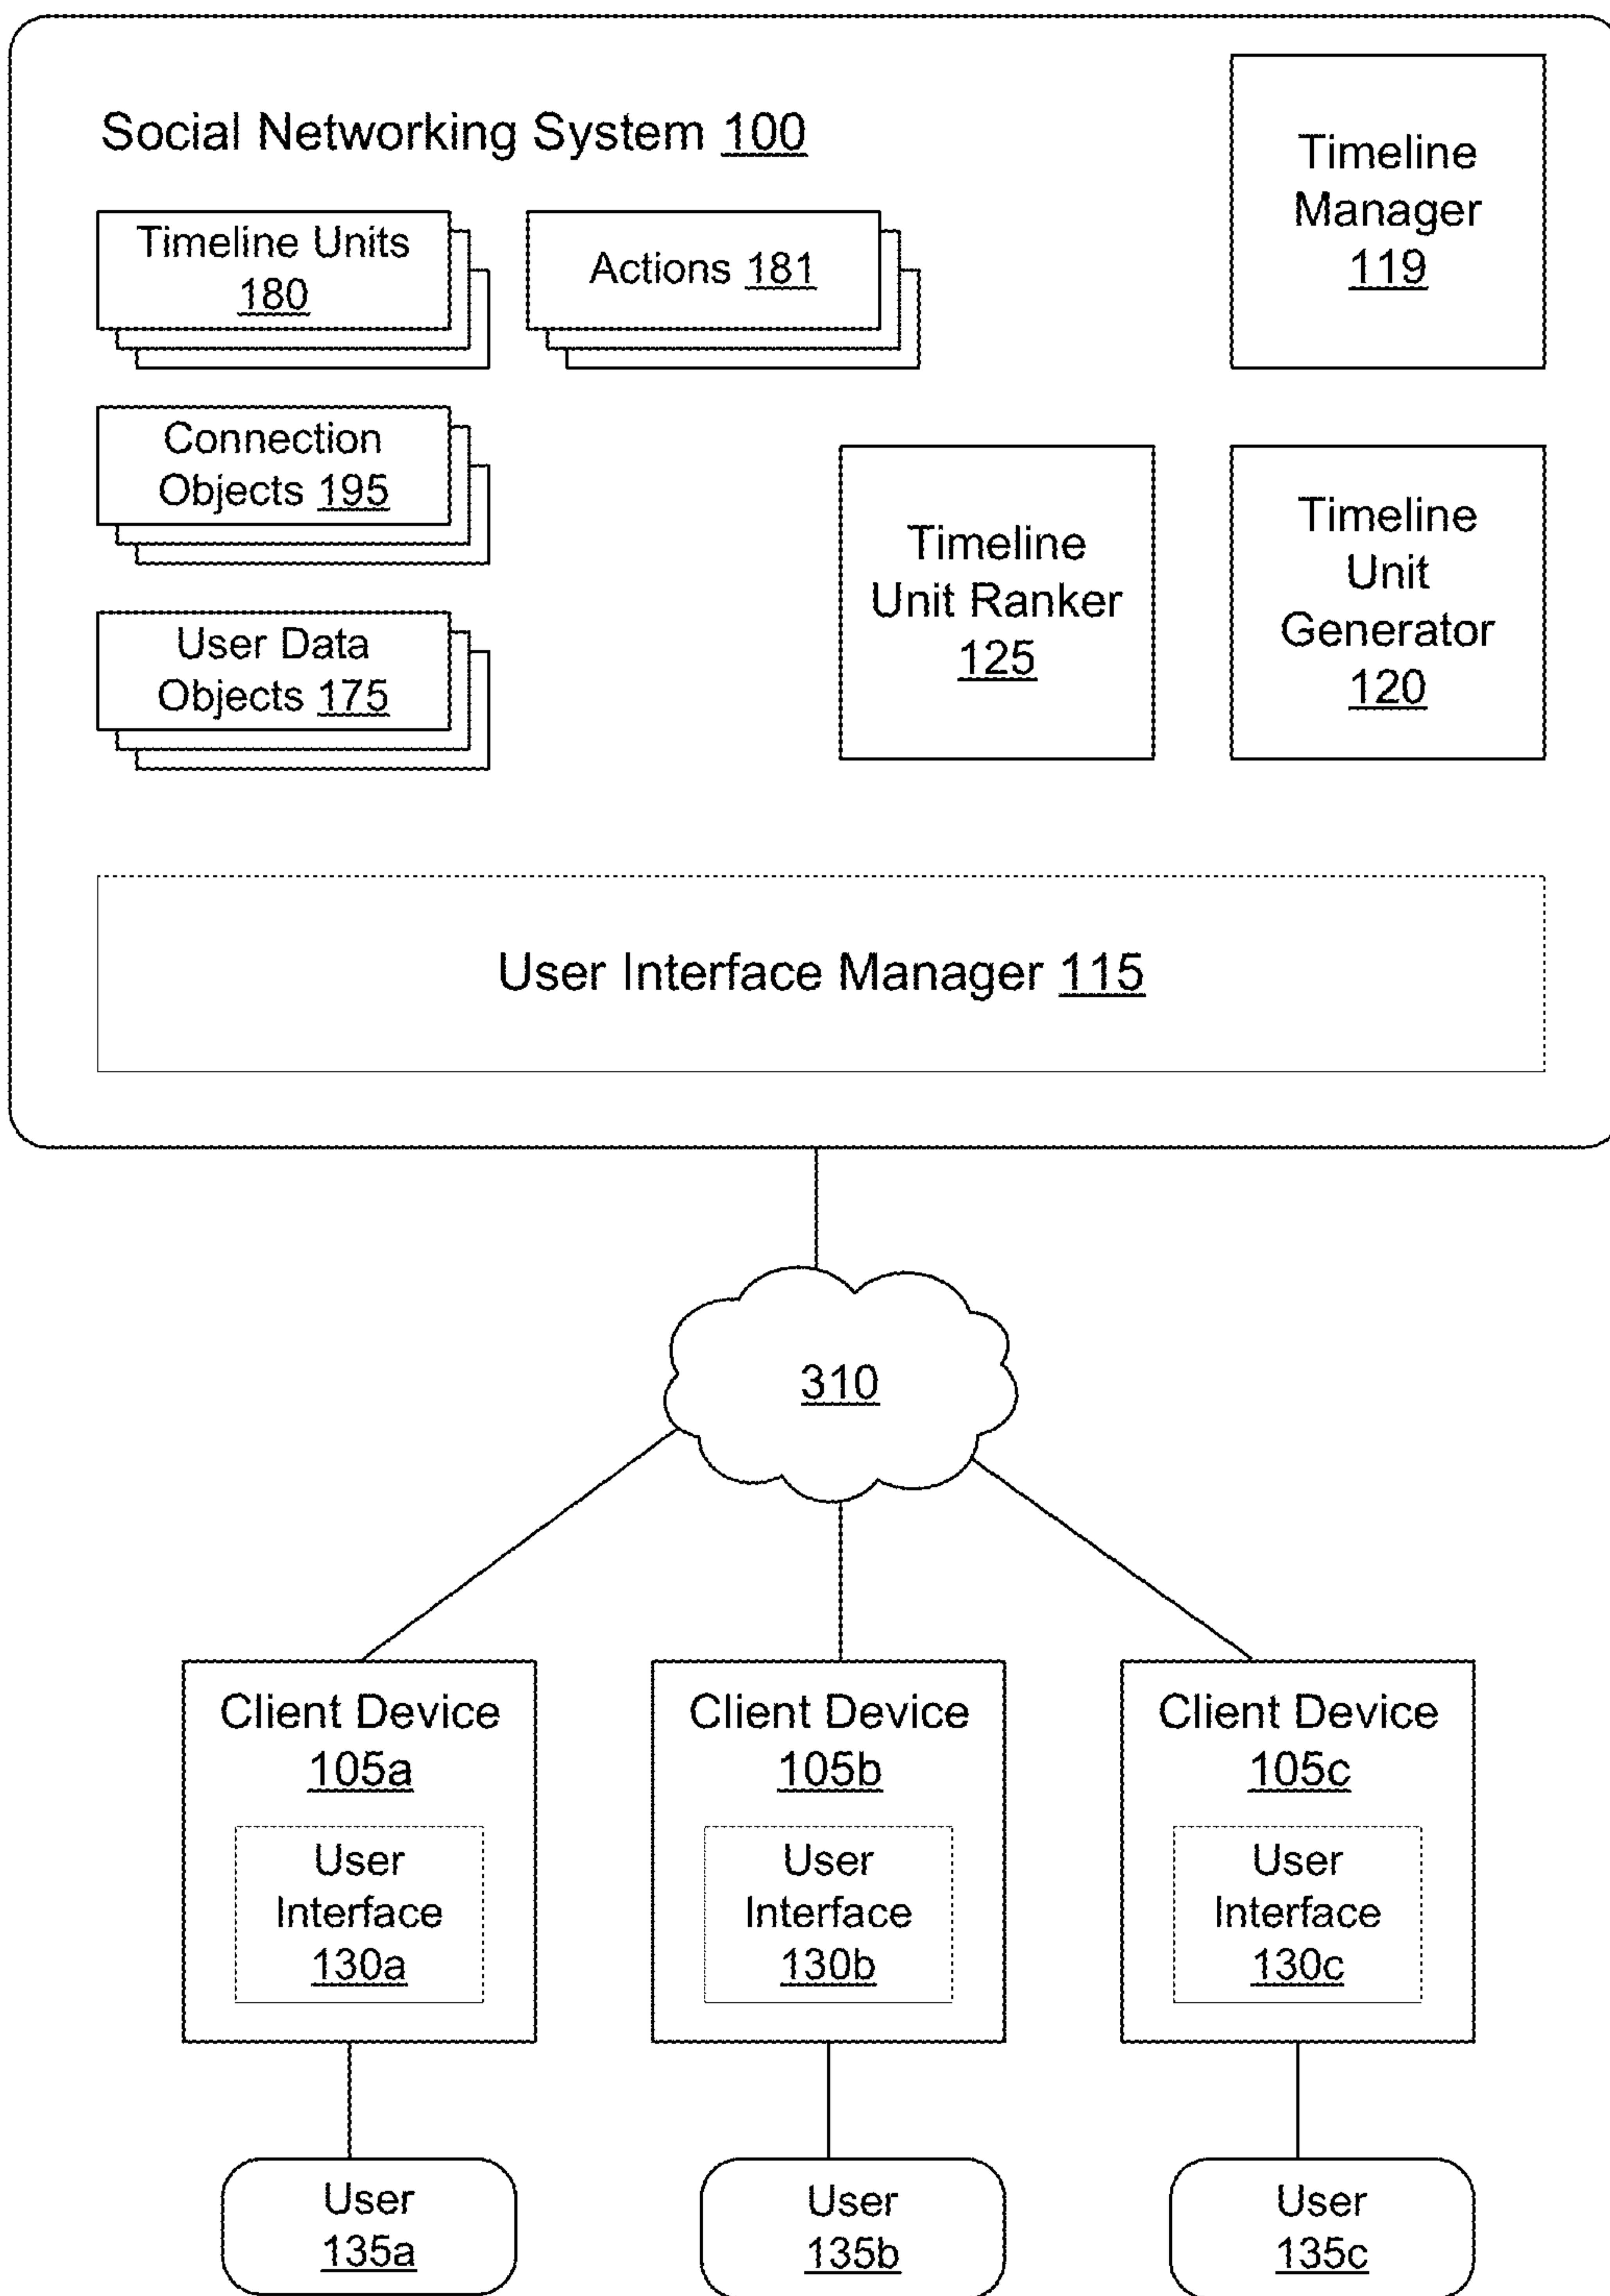 Social Networking System 100
Timeline
Manager
119
Timeline Units
180
Actions 181
Connection
Objects 195
Timeline
Unit Ranker
125
Timeline
Unit
Generator
120
User Data
Objects 175
User Interface Manager 115
310
Client Device
105a
User
Interface
130a
Client Device
105b
User
Interface
130b
Client Device
105c
User
Interface
130c
User
135a
User
135b
User
135c